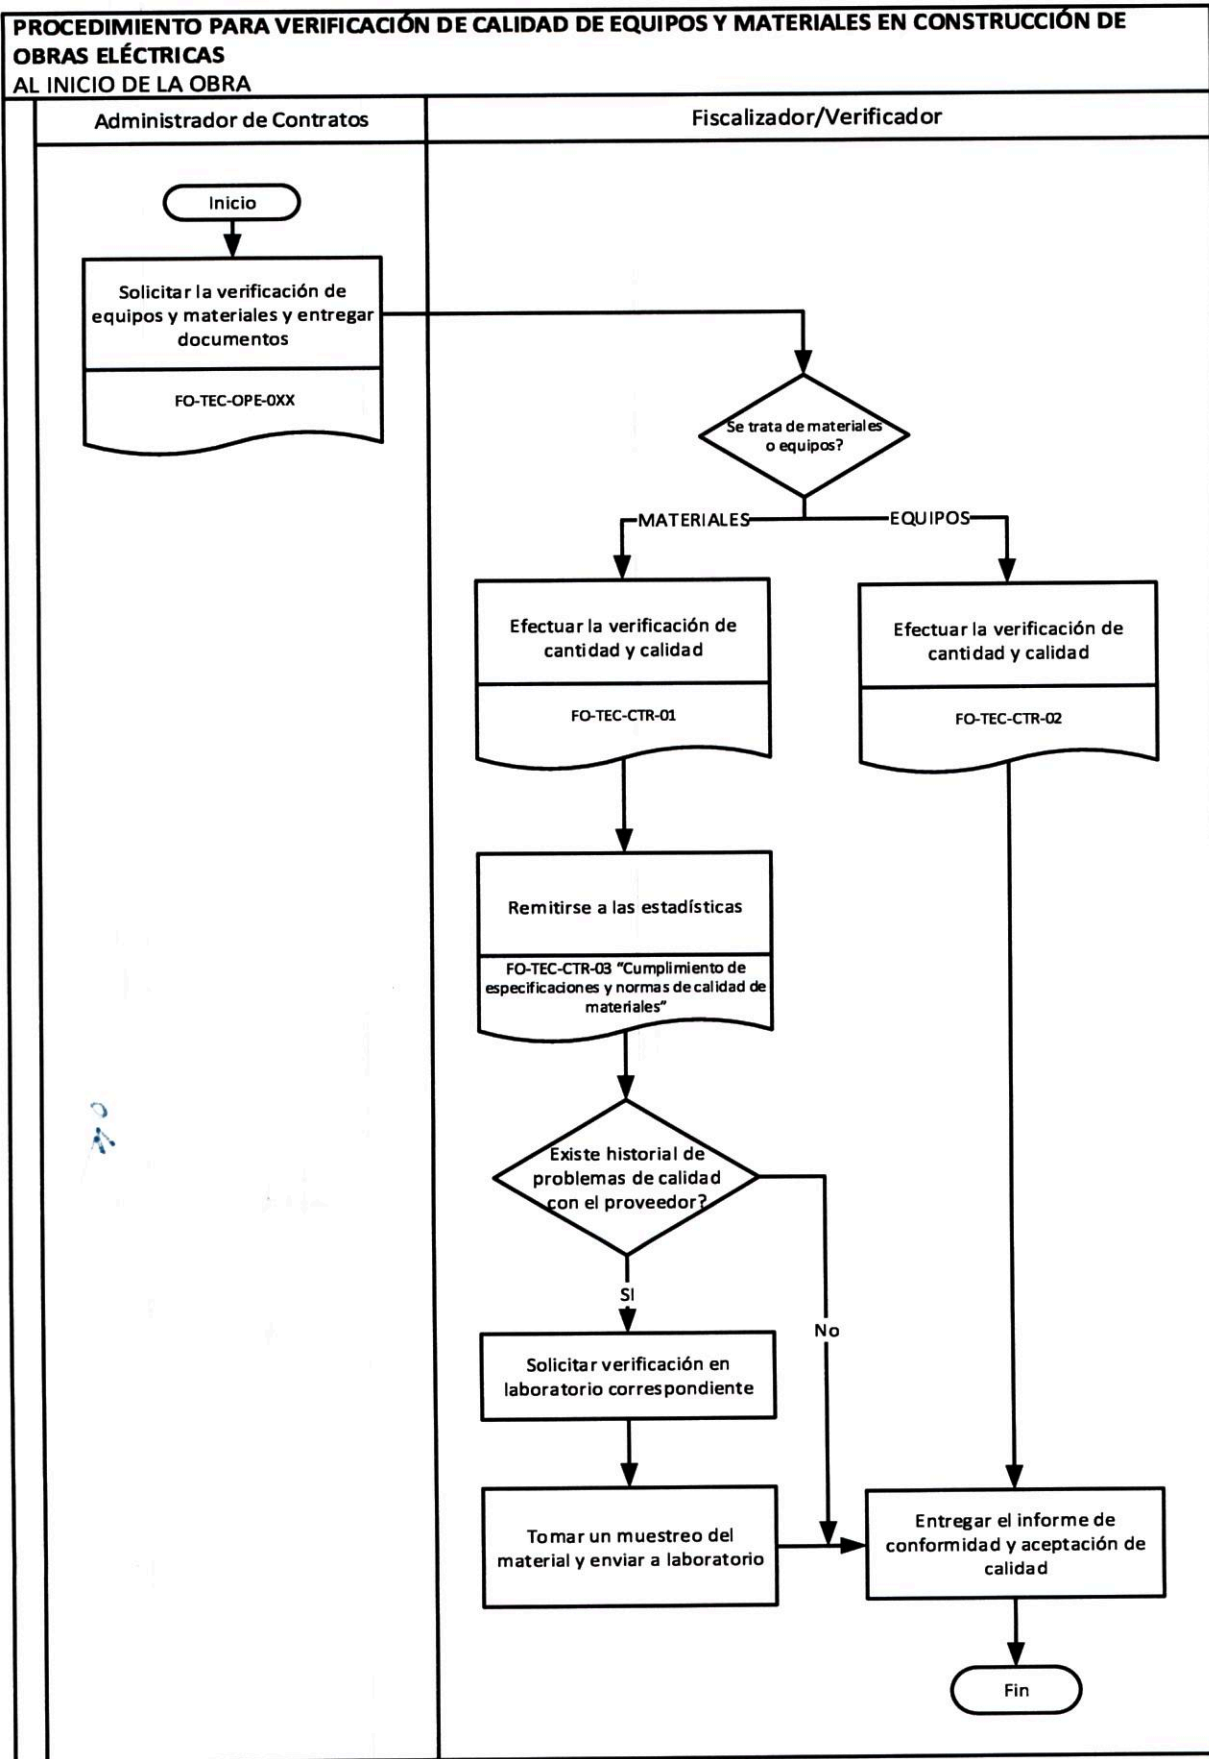 PROCEDIMIENTO PARA VERIFICACIÓN DE CALIDAD DE EQUIPOS Y MATERIALES EN CONSTRUCCIÓN DE
OBRAS ELÉCTRICAS
AL INICIO DE LA OBRA
Administrador de Contratos
Fiscalizador/Verificador
Inicio
Solicitar la verificación de
equipos y materiales y entregar
documentos
FO-TEC-OPE-0XX
Se trata de materiales
o equipos?
MATERIALES
EQUIPOS
Efectuar la verificación de
cantidad y calidad
FO-TEC-CTR-01
Efectuar la verificación de
cantidad y calidad
FO-TEC-CTR-02
Remitirse a las estadísticas
FO-TEC-CTR-03 "Cumplimiento de
especificaciones y normas de calidad de
materiales"
Existe historial de
problemas de calidad
con el proveedor?
SI
No
Solicitar verificación en
laboratorio correspondiente
Tomar un muestreo del
material y enviar a laboratorio
Entregar el informe de
conformidad y aceptación de
calidad
Fin